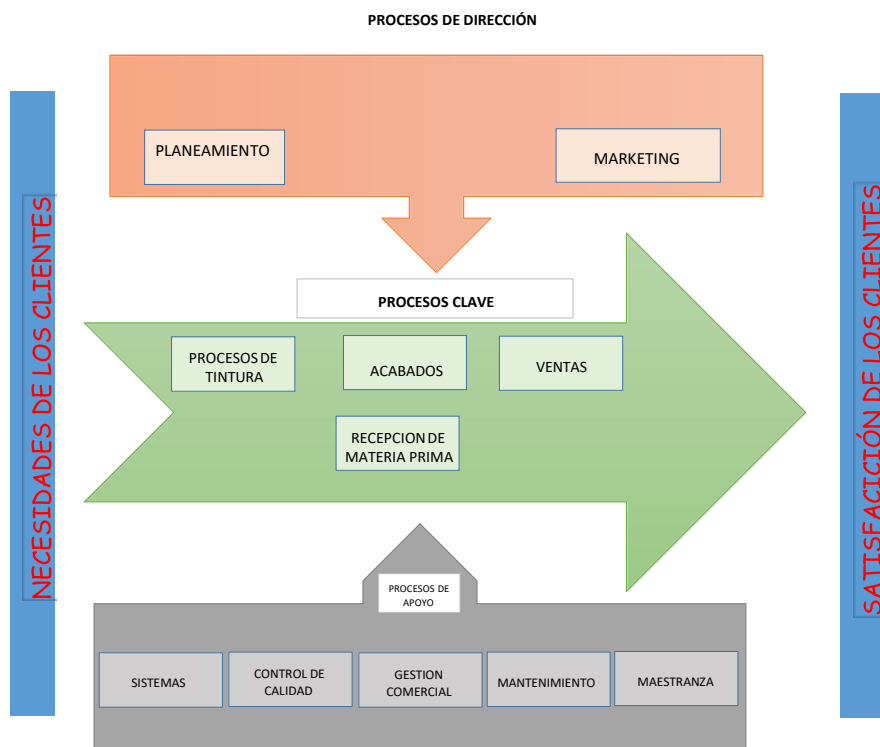 PROCESOS DE DIRECCIÓN
PLANEAMIENTO
MARKETING
NECESIDADES DE LOS CLIENTES
PROCESOS CLAVE
PROCESOS DE
TINTURA
ACABADOS
VENTAS
RECEPCION DE
MATERIA PRIMA
SATISFACICIÓN DE LOS CLIENTES
PROCESOS DE
APOYO
SISTEMAS
CONTROL DE
CALIDAD
GESTION
COMERCIAL
MANTENIMIENTO
MAESTRANZA